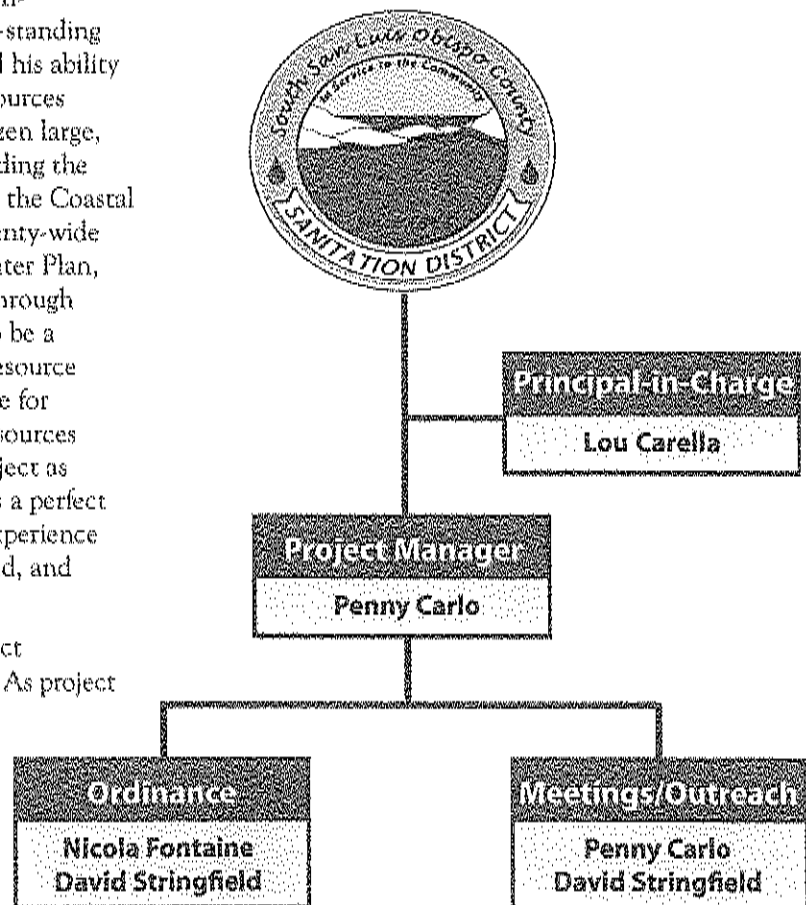 -standing
his ability
ources
zen large,
ding the
the Coastal
nty-wide
ater Plan,
hrough
be a
esource
e for
sources
ject as
s a perfect
xperience
d, and
ct
As project
South San Luis Obispo County
In Service to the Community
SANITATION DISTRICT
Principal-in-Charge
Lou Carella
Project Manager
Penny Carlo
Ordinance
Nicola Fontaine
David Stringfield
Meetings/Outreach
Penny Carlo
David Stringfield